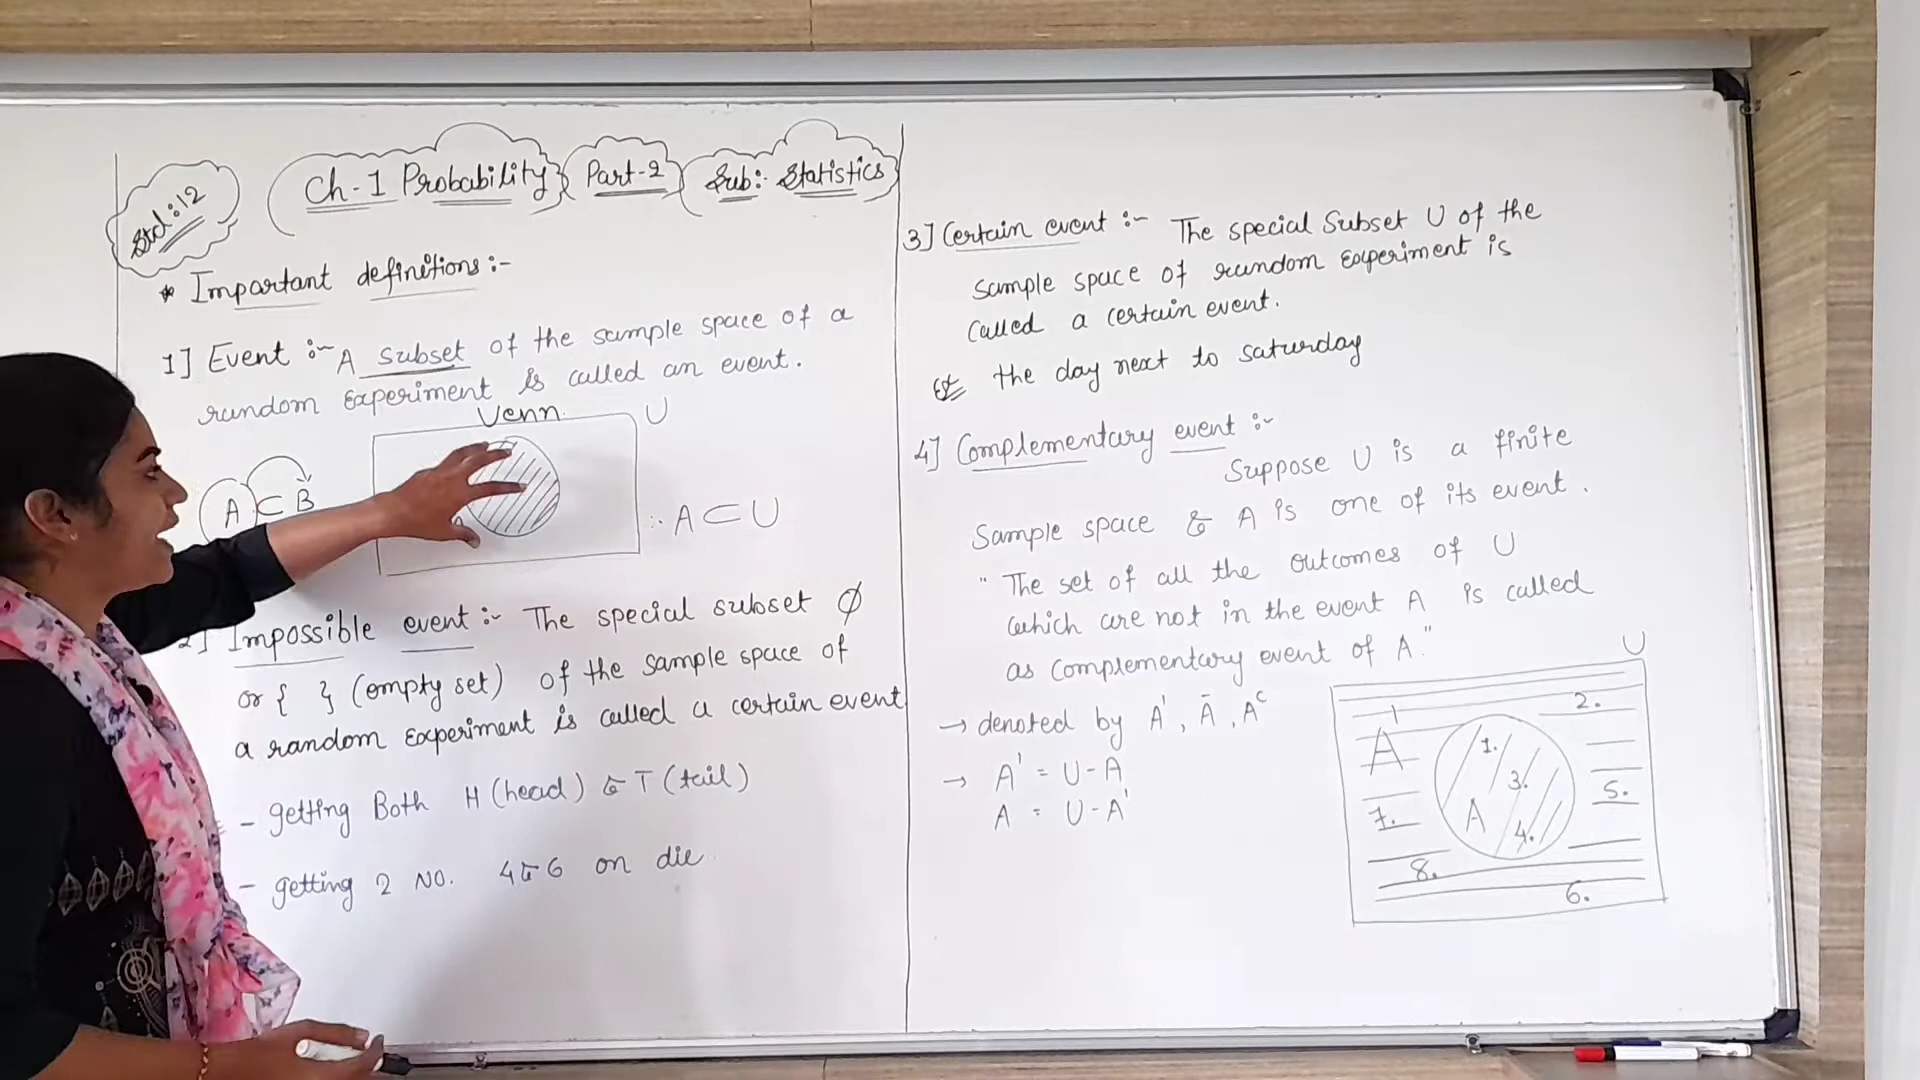 Std:12
Ch-1 Probability Part-2 Sub:- Statistics
* Important definitions:-
1] Event :- A subset of the sample space of a
random experiment is called an event.
Venn.
U
A ⊂ B
A
∴ A ⊂ U
2] Impossible event :- The special subset ∅
or { } (empty set) of the sample space of
a random experiment is called a certain event
- getting Both H (head) & T (tail)
- getting 2 No. 4 & 6 on die.
3] Certain event :- The special subset U of the
sample space of random experiment is
called a certain event.
Ex the day next to saturday
4] Complementary event :-
Suppose U is a finite
Sample space & A is one of its event.
" The set of all the outcomes of U
which are not in the event A is called
as complementary event of A."
→ denoted by A', Ā, Aᶜ
→ A' = U - A
A = U - A'
U
2.
A'
1.
3.
5.
7.
A
4.
8.
6.